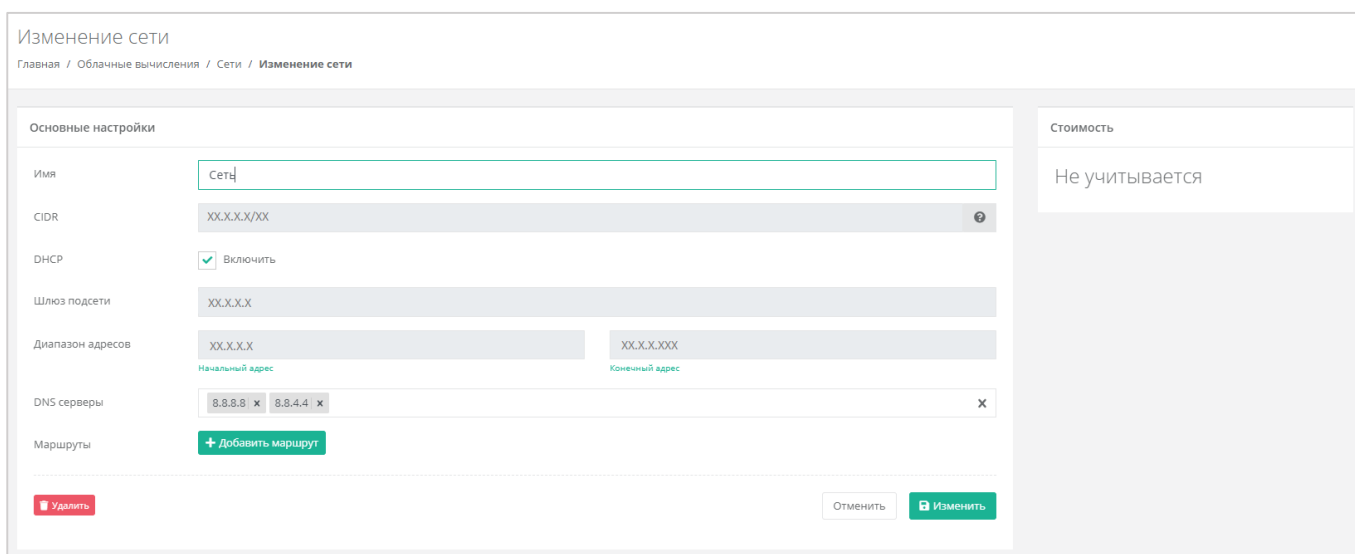 Изменение сети
Главная / Облачные вычисления / Сети / Изменение сети
Основные настройки
Имя
Сеть
CIDR
XX.X.X.X/XX
DHCP
Включить
Шлюз подсети
XX.X.X.X
Диапазон адресов
XX.X.X.X
XX.X.X.XXX
Начальный адрес
Конечный адрес
DNS серверы
8.8.8.8 x 8.8.4.4 x
Маршруты
+ Добавить маршрут
Удалить
Отменить
Изменить
Стоимость
Не учитывается